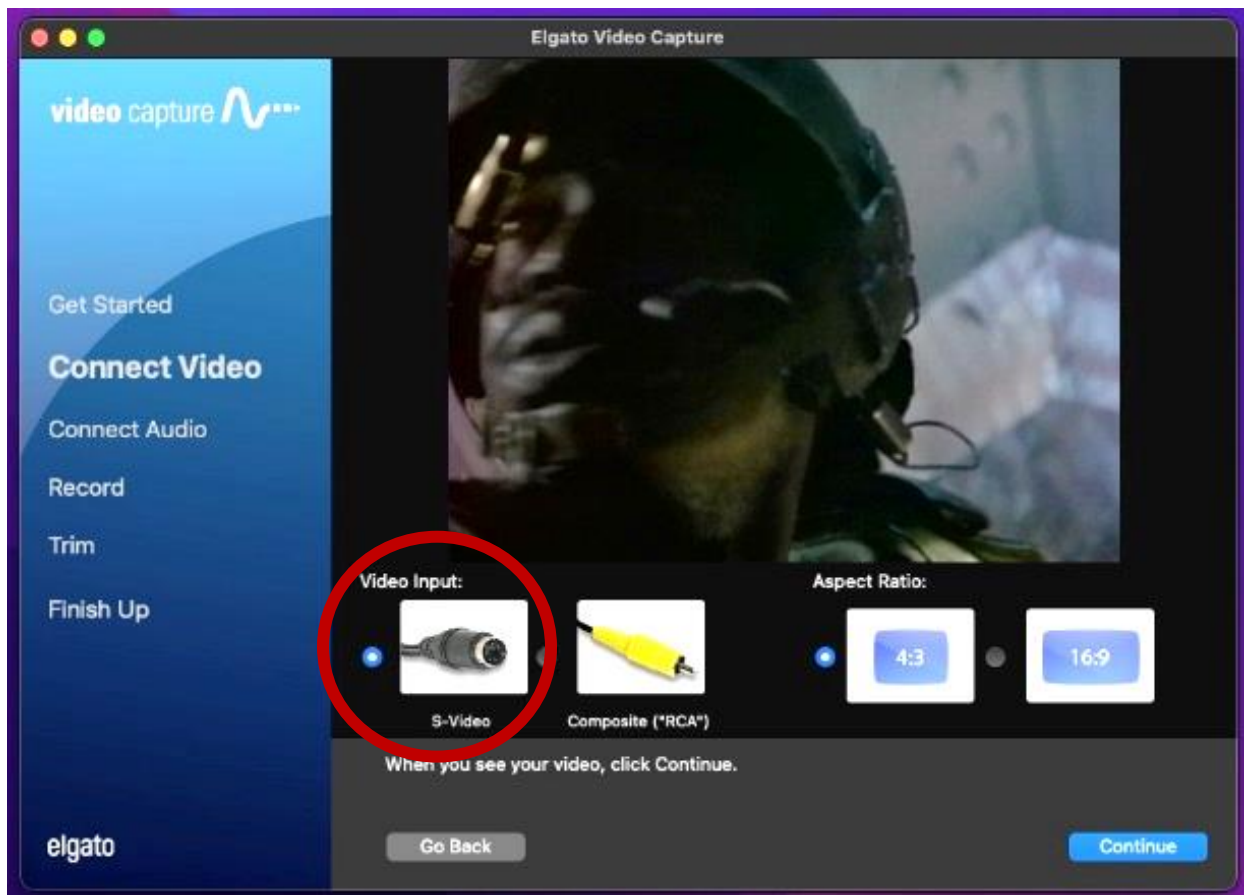 Elgato Video Capture
video capture
Get Started
Connect Video
Connect Audio
Record
Trim
Finish Up
elgato
Video Input:
S-Video
Composite ("RCA")
Aspect Ratio:
4:3
16:9
When you see your video, click Continue.
Go Back
Continue